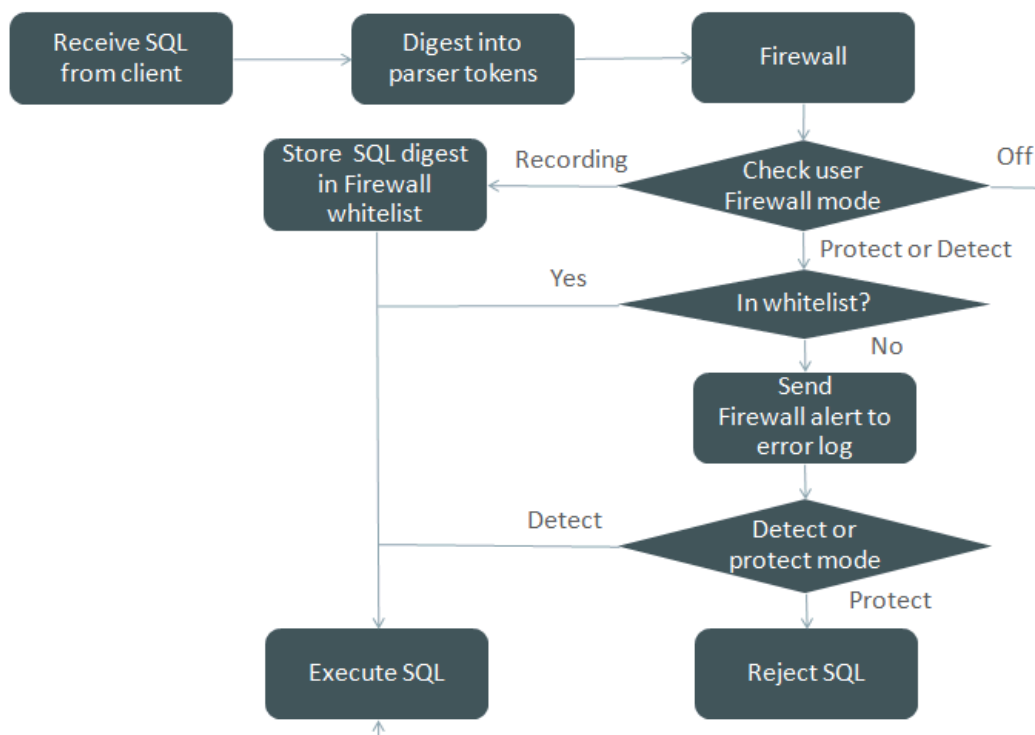 Receive SQL
from client
Digest into
parser tokens
Firewall
Store  SQL digest
in Firewall
whitelist
Recording
Check user
Firewall mode
Off
Protect or Detect
Yes
In whitelist?
No
Send
Firewall alert to
error log
Detect
Detect or
protect mode
Protect
Execute SQL
Reject SQL